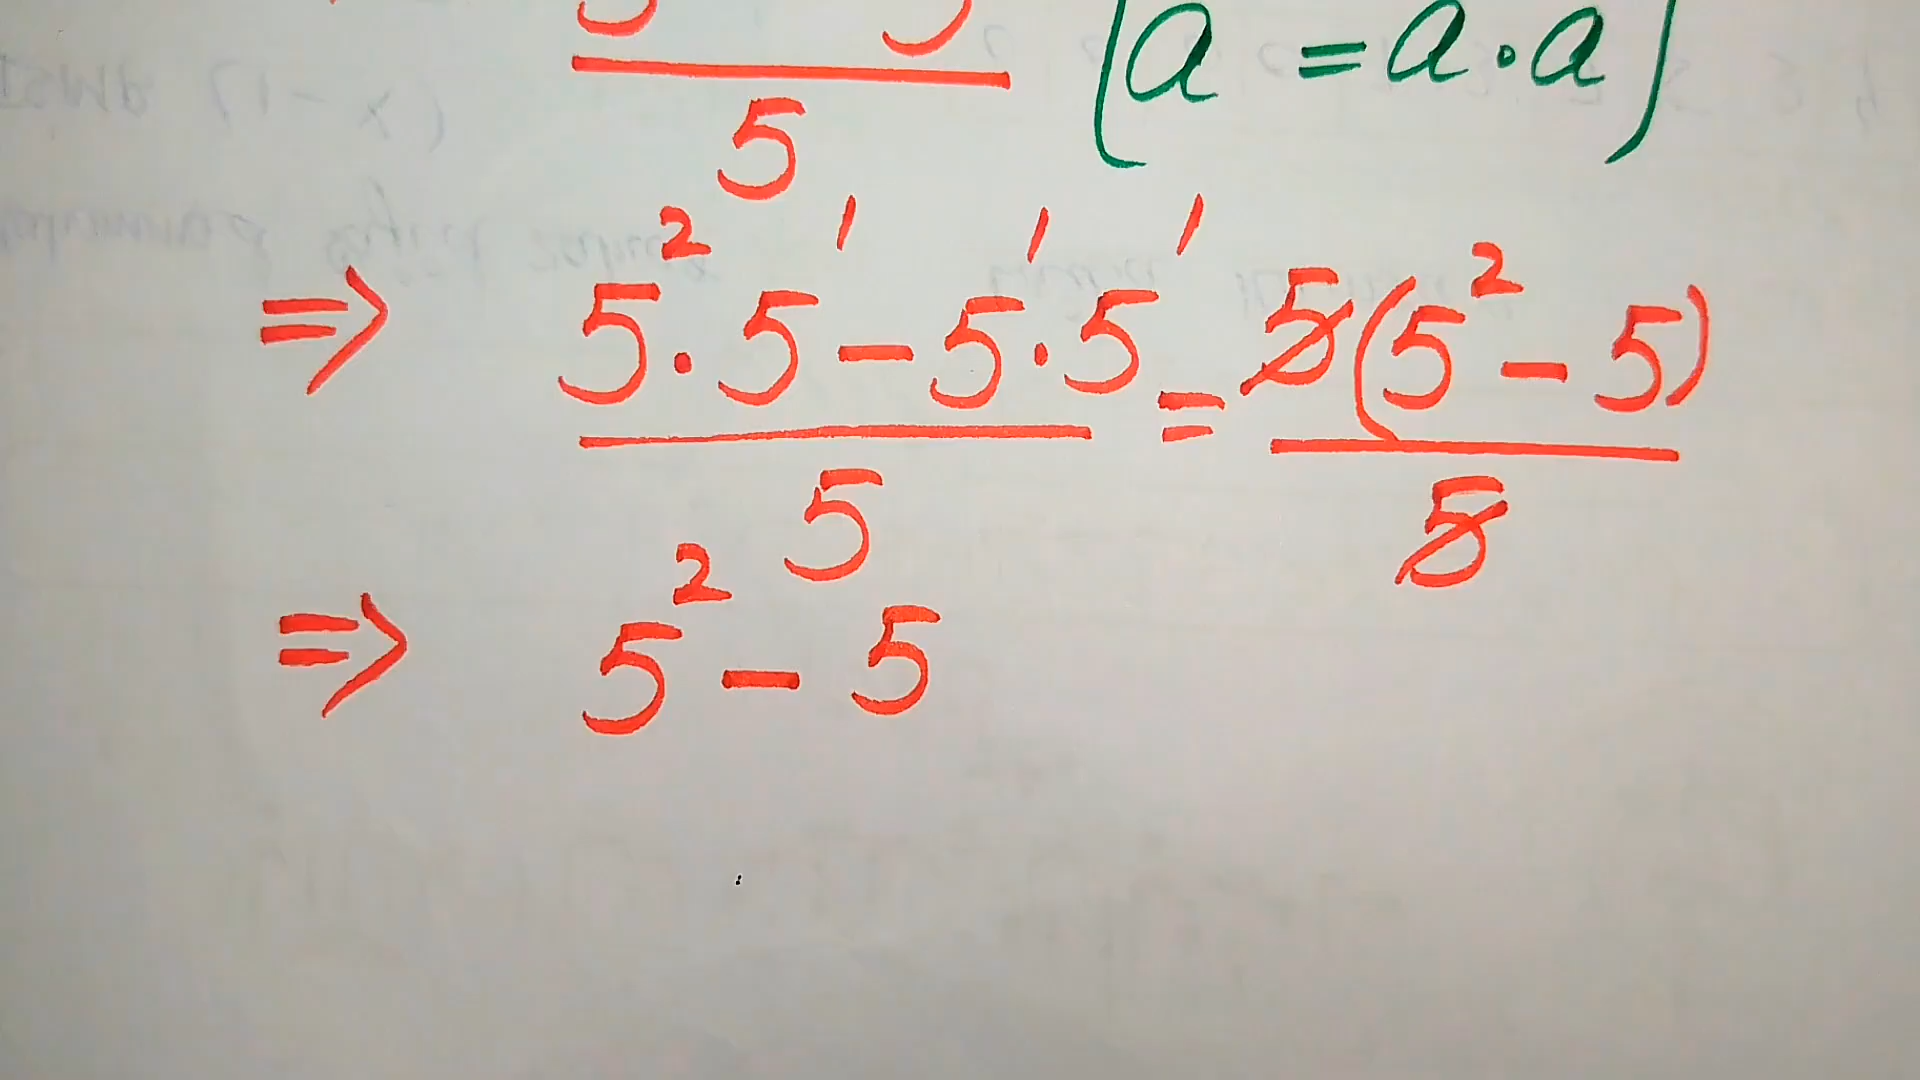 5 (a = a·a)
5² · 5¹ − 5¹ · 5¹ = 5(5² − 5)
5 5
⇒ 5² − 5